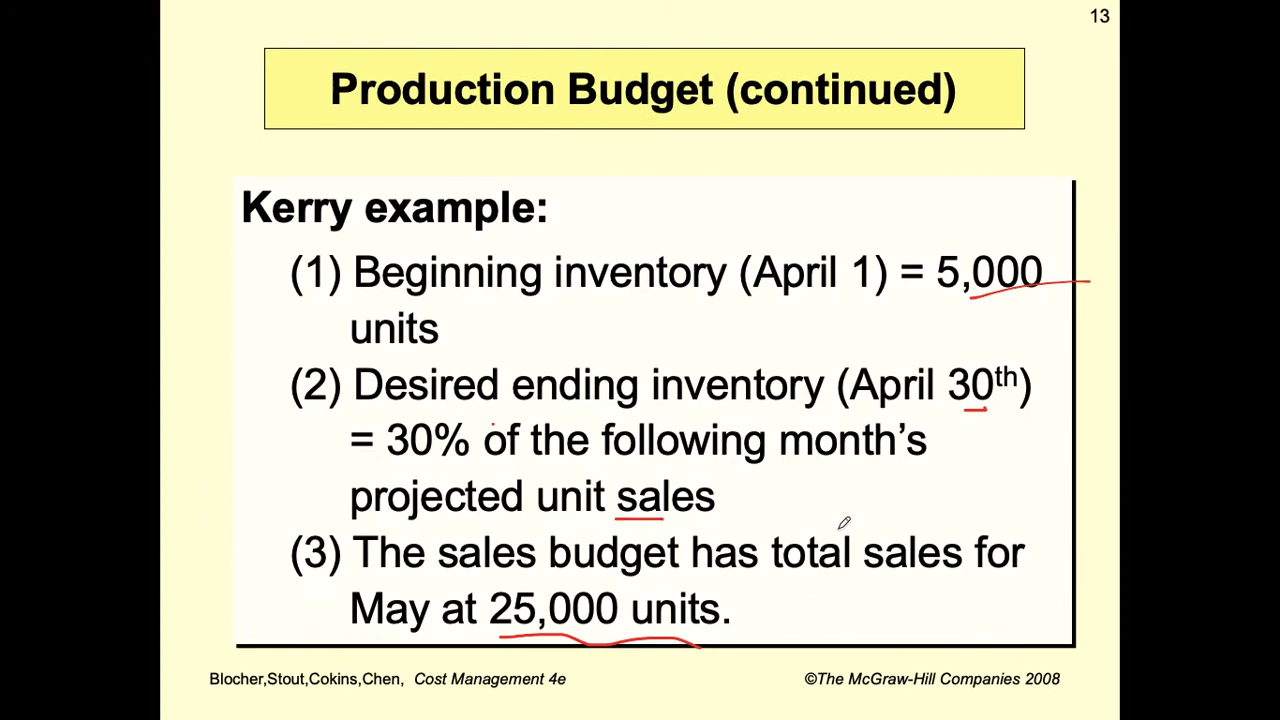 13
Production Budget (continued)
Kerry example:
(1) Beginning inventory (April 1) = 5,000
units
(2) Desired ending inventory (April 30th)
= 30% of the following month’s
projected unit sales
(3) The sales budget has total sales for
May at 25,000 units.
Blocher,Stout,Cokins,Chen, Cost Management 4e
©The McGraw-Hill Companies 2008